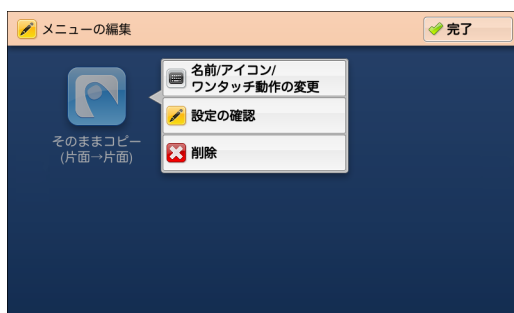 メニューの編集
完了
名前/アイコン/
ワンタッチ動作の変更
設定の確認
削除
そのままコピー
(片面→片面)